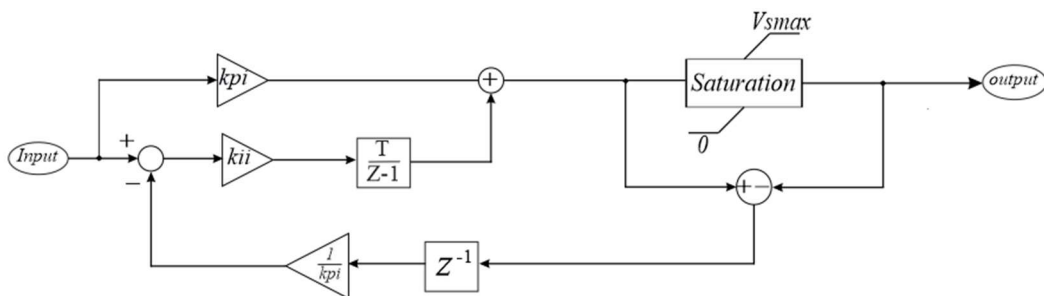 Vsmax
kpi
+
Saturation
output
0
Input
+
−
kii
T
Z-1
+−
1
kpi
Z⁻¹